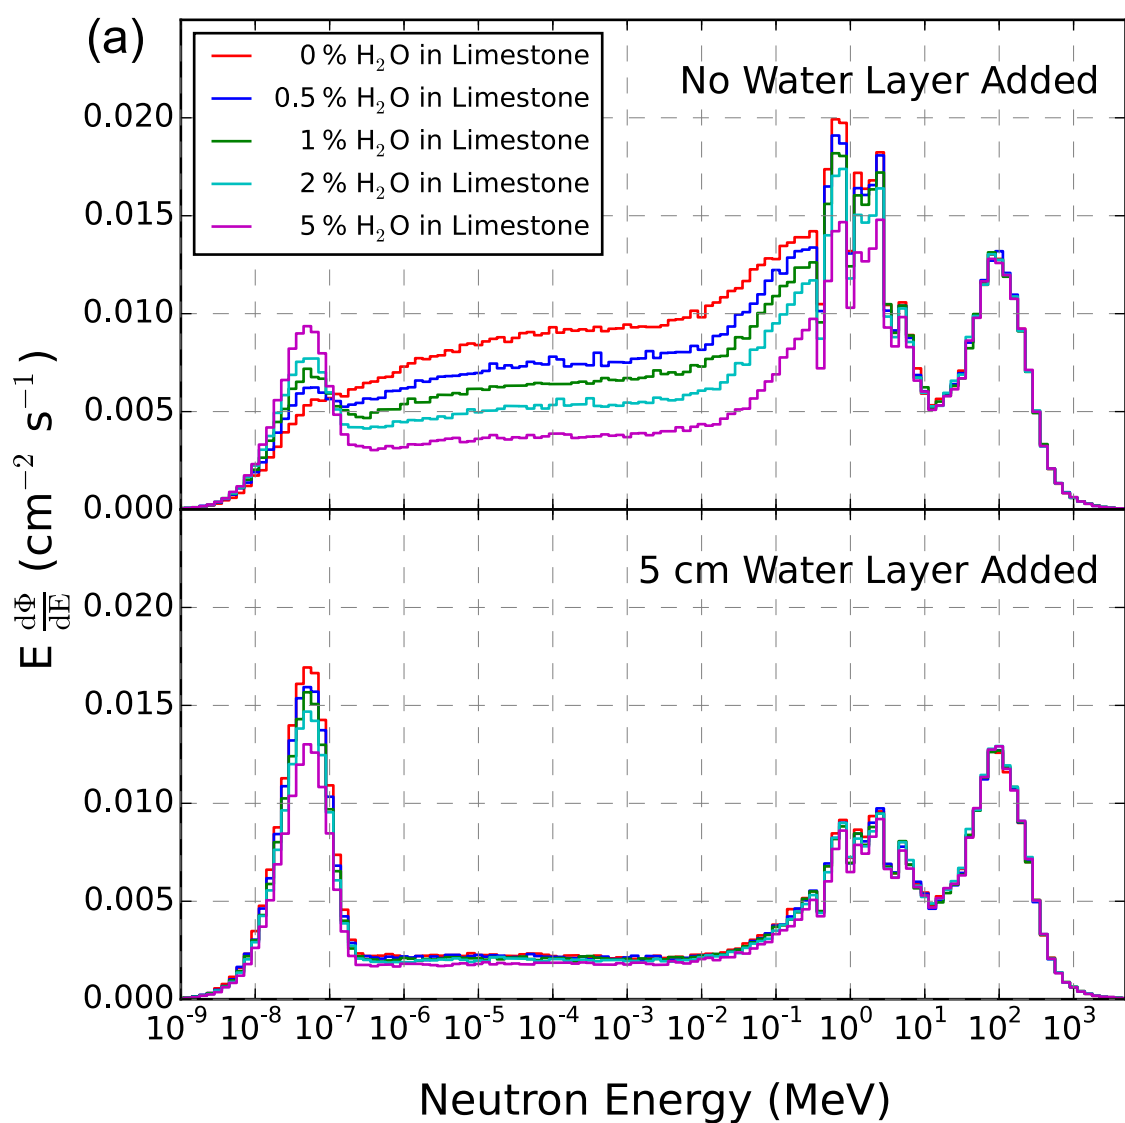 (a)
0 % H₂O in Limestone
0.5 % H₂O in Limestone
1 % H₂O in Limestone
2 % H₂O in Limestone
5 % H₂O in Limestone
No Water Layer Added
0.020
0.015
0.010
0.005
0.000
5 cm Water Layer Added
0.020
0.015
0.010
0.005
0.000
E dΦ/dE (cm⁻² s⁻¹)
10⁻⁹ 10⁻⁸ 10⁻⁷ 10⁻⁶ 10⁻⁵ 10⁻⁴ 10⁻³ 10⁻² 10⁻¹ 10⁰ 10¹ 10² 10³
Neutron Energy (MeV)